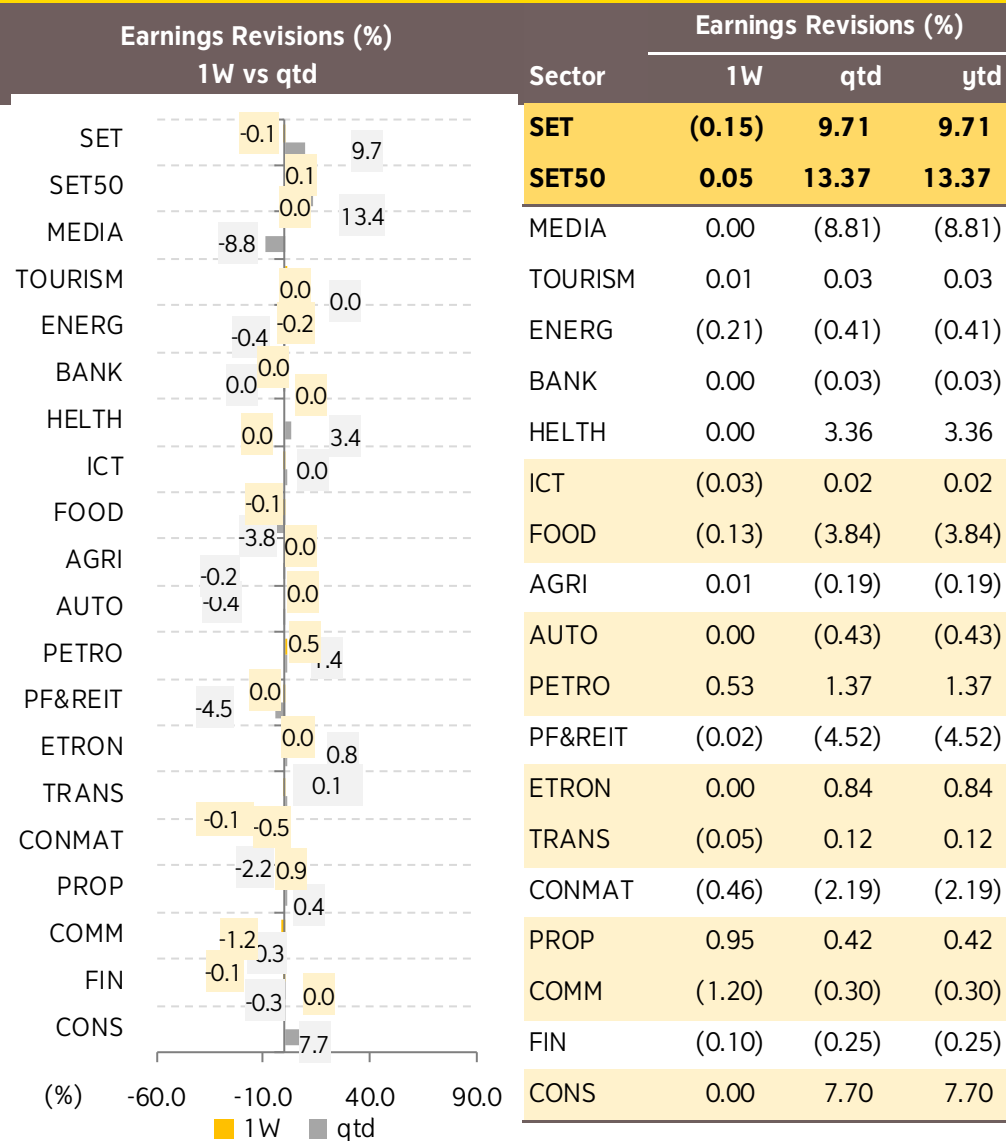 Earnings Revisions (%)
1W vs qtd
SET
SET50
MEDIA
TOURISM
ENERG
BANK
HELTH
ICT
FOOD
AGRI
AUTO
PETRO
PF&REIT
ETRON
TRANS
CONMAT
PROP
COMM
FIN
CONS
-0.1
9.7
0.1
13.4
0.0
-8.8
0.0
0.0
-0.2
-0.4
0.0
0.0
0.0
0.0
3.4
0.0
-0.1
-3.8
0.0
-0.2
0.0
-0.4
0.5
0.0
-4.5
0.0
0.8
0.1
-0.1
-0.5
-2.2
0.9
0.4
-1.2
-0.1
-0.3
0.0
7.7
(%) -60.0 -10.0 40.0 90.0
1W qtd
Earnings Revisions (%)
Sector 1W qtd ytd
SET (0.15) 9.71 9.71
SET50 0.05 13.37 13.37
MEDIA 0.00 (8.81) (8.81)
TOURISM 0.01 0.03 0.03
ENERG (0.21) (0.41) (0.41)
BANK 0.00 (0.03) (0.03)
HELTH 0.00 3.36 3.36
ICT (0.03) 0.02 0.02
FOOD (0.13) (3.84) (3.84)
AGRI 0.01 (0.19) (0.19)
AUTO 0.00 (0.43) (0.43)
PETRO 0.53 1.37 1.37
PF&REIT (0.02) (4.52) (4.52)
ETRON 0.00 0.84 0.84
TRANS (0.05) 0.12 0.12
CONMAT (0.46) (2.19) (2.19)
PROP 0.95 0.42 0.42
COMM (1.20) (0.30) (0.30)
FIN (0.10) (0.25) (0.25)
CONS 0.00 7.70 7.70